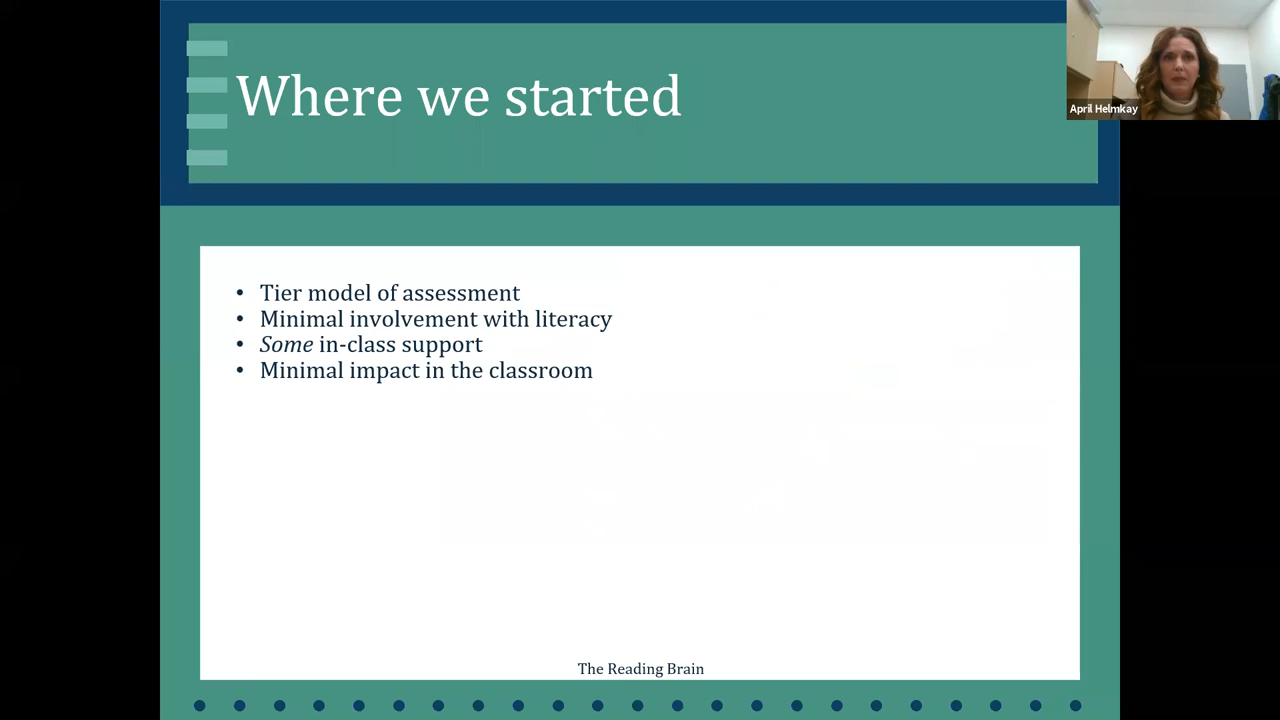 Where we started
April Helmkay
• Tier model of assessment
• Minimal involvement with literacy
• Some in-class support
• Minimal impact in the classroom
The Reading Brain